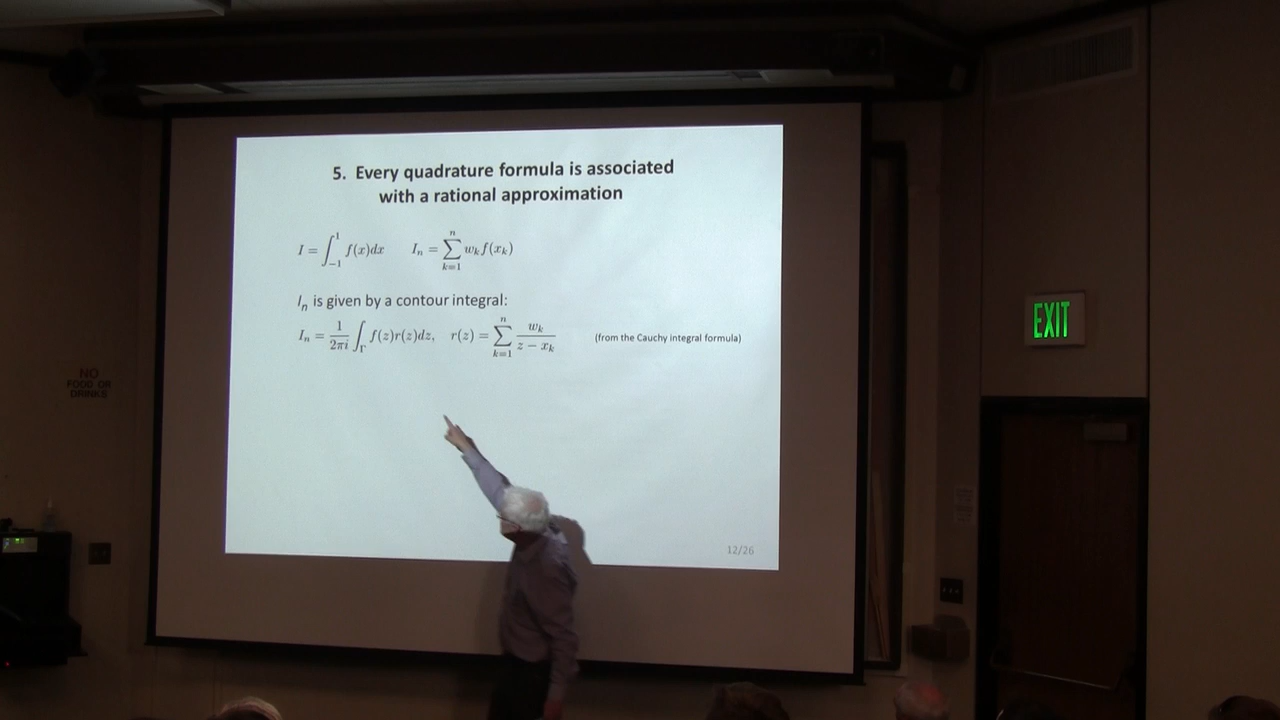 5. Every quadrature formula is associated
with a rational approximation
I = ∫_{-1}^{1} f(x)dx    I_n = ∑_{k=1}^{n} w_k f(x_k)
I_n is given by a contour integral:
I_n = \frac{1}{2πi} ∫_Γ f(z)r(z)dz,    r(z) = ∑_{k=1}^{n} \frac{w_k}{z − x_k}    (from the Cauchy integral formula)
12/26
EXIT
NO
FOOD OR
DRINKS